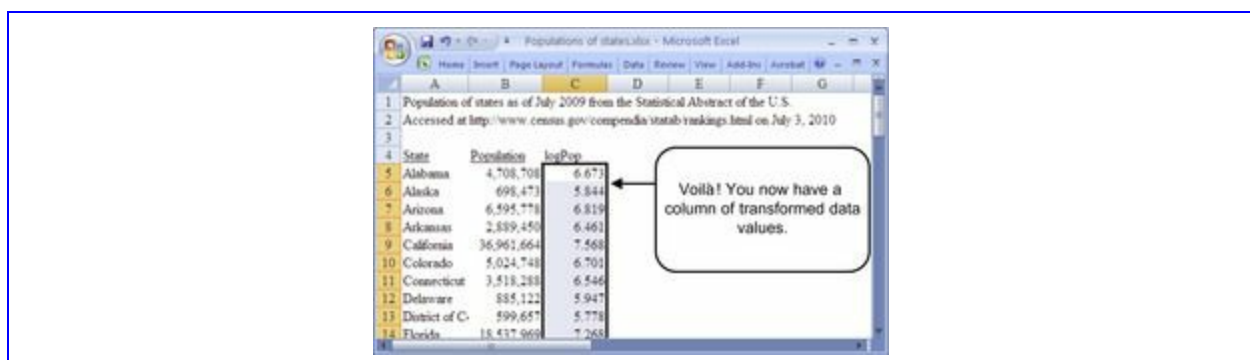 Populations of states.xlsx - Microsoft Excel
Home Insert Page Layout Formulas Data Review View Add-Ins Acrobat
A B C D E F G
1 Population of states as of July 2009 from the Statistical Abstract of the U.S.
2 Accessed at http://www.census.gov/compendia/statab/rankings.html on July 3, 2010
3
4 State Population logPop
5 Alabama 4,708,708 6.673
6 Alaska 698,473 5.844
7 Arizona 6,595,778 6.819
8 Arkansas 2,889,450 6.461
9 California 36,961,664 7.568
10 Colorado 5,024,748 6.701
11 Connecticut 3,518,288 6.546
12 Delaware 885,122 5.947
13 District of C 599,657 5.778
14 Florida 18,537,969 7.268
Voilà! You now have a
column of transformed data
values.